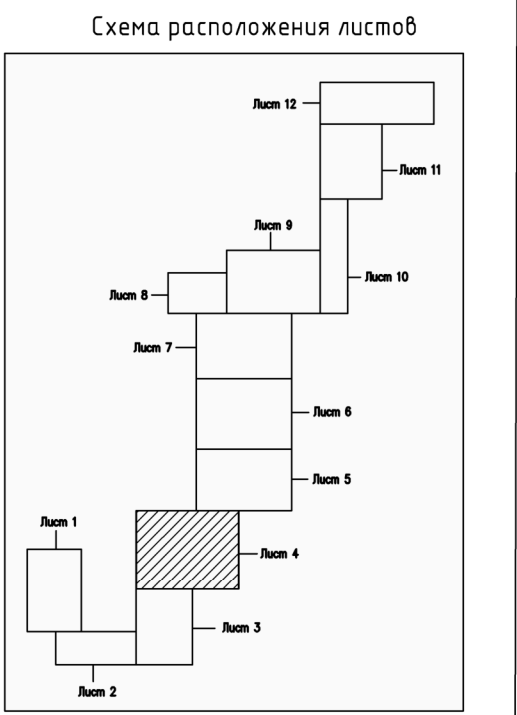 Схема расположения листов
Лист 12
Лист 11
Лист 9
Лист 10
Лист 8
Лист 7
Лист 6
Лист 5
Лист 1
Лист 4
Лист 3
Лист 2